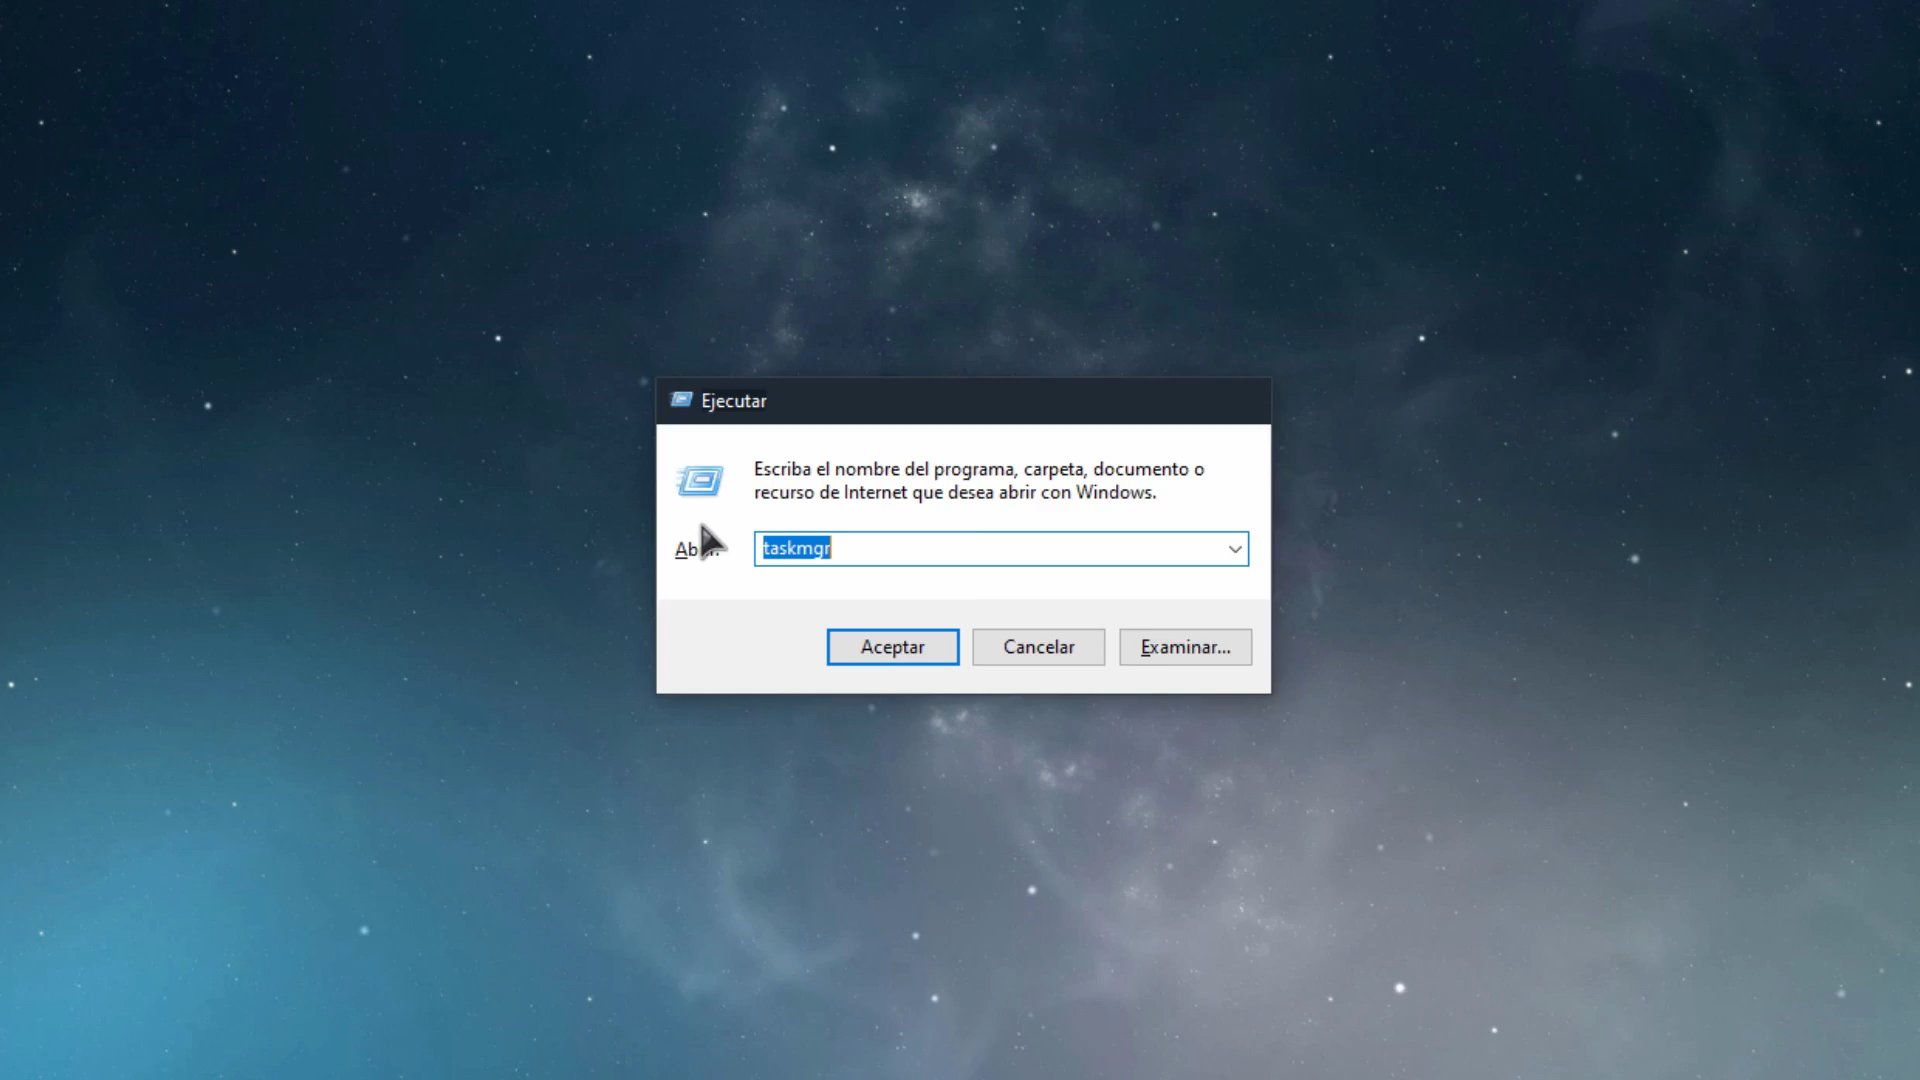 Ejecutar
Escriba el nombre del programa, carpeta, documento o
recurso de Internet que desea abrir con Windows.
taskmgr
Aceptar
Cancelar
Examinar...